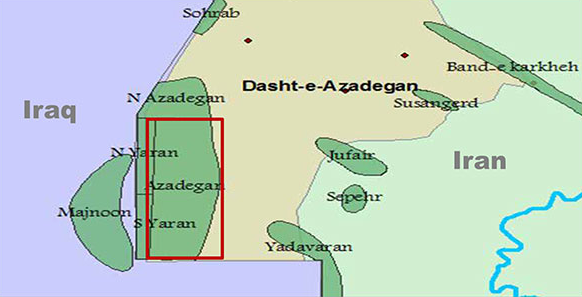 Sohrab
Band-e karkheh
Dasht-e-Azadegan
N Azadegan
Susangerd
Iraq
N Yaran
Jufair
Iran
Azadegan
Sepehr
Majnoon
S Yaran
Yadavaran